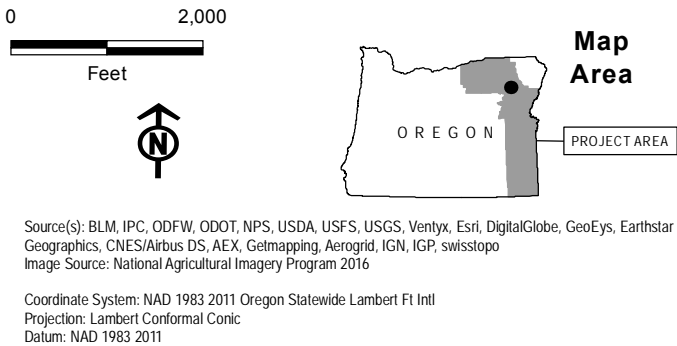 0 2,000
Feet
N
Map
Area
OREGON
PROJECT AREA
Source(s): BLM, IPC, ODFW, ODOT, NPS, USDA, USFS, USGS, Ventyx, Esri, DigitalGlobe, GeoEys, Earthstar
Geographics, CNES/Airbus DS, AEX, Getmapping, Aerogrid, IGN, IGP, swisstopo
Image Source: National Agricultural Imagery Program 2016
Coordinate System: NAD 1983 2011 Oregon Statewide Lambert Ft Intl
Projection: Lambert Conformal Conic
Datum: NAD 1983 2011